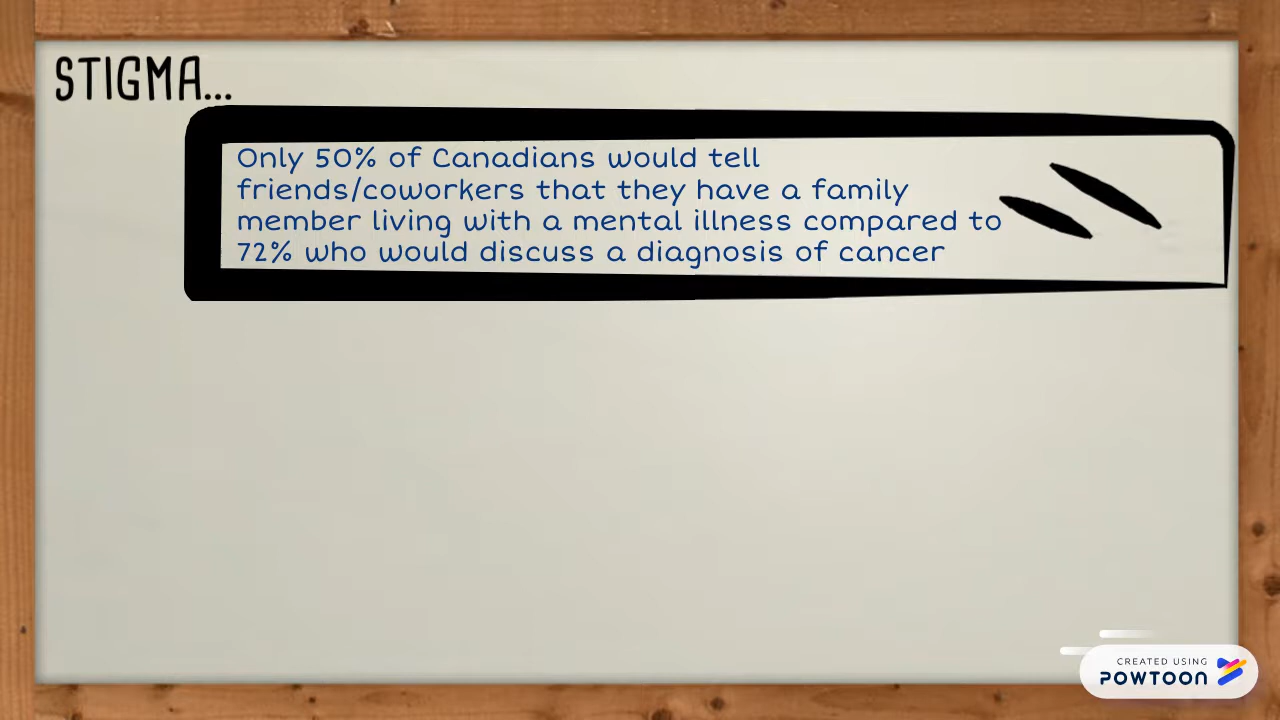 STIGMA...
Only 50% of Canadians would tell
friends/coworkers that they have a family
member living with a mental illness compared to
72% who would discuss a diagnosis of cancer
CREATED USING
POWTOON